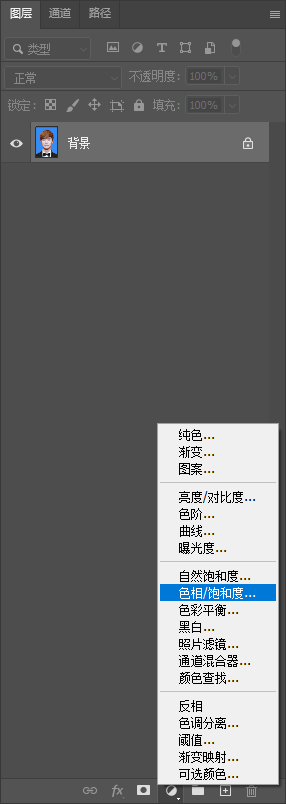 图层 通道 路径
类型
正常 不透明度: 100%
锁定: 填充: 100%
背景
纯色...
渐变...
图案...
亮度/对比度...
色阶...
曲线...
曝光度...
自然饱和度...
色相/饱和度...
色彩平衡...
黑白...
照片滤镜...
通道混合器...
颜色查找...
反相
色调分离...
阈值...
渐变映射...
可选颜色...
fx